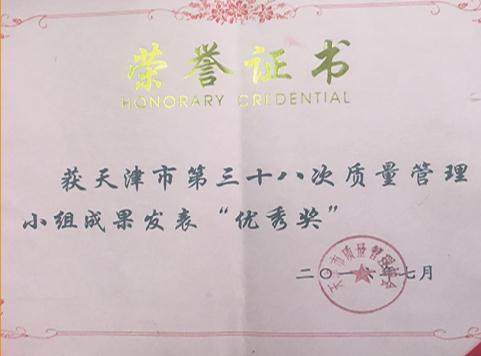 荣誉证书
HONORARY CREDENTIAL
获天津市第三十八次质量管理
小组成果发表“优秀奖”
二〇一六年七月